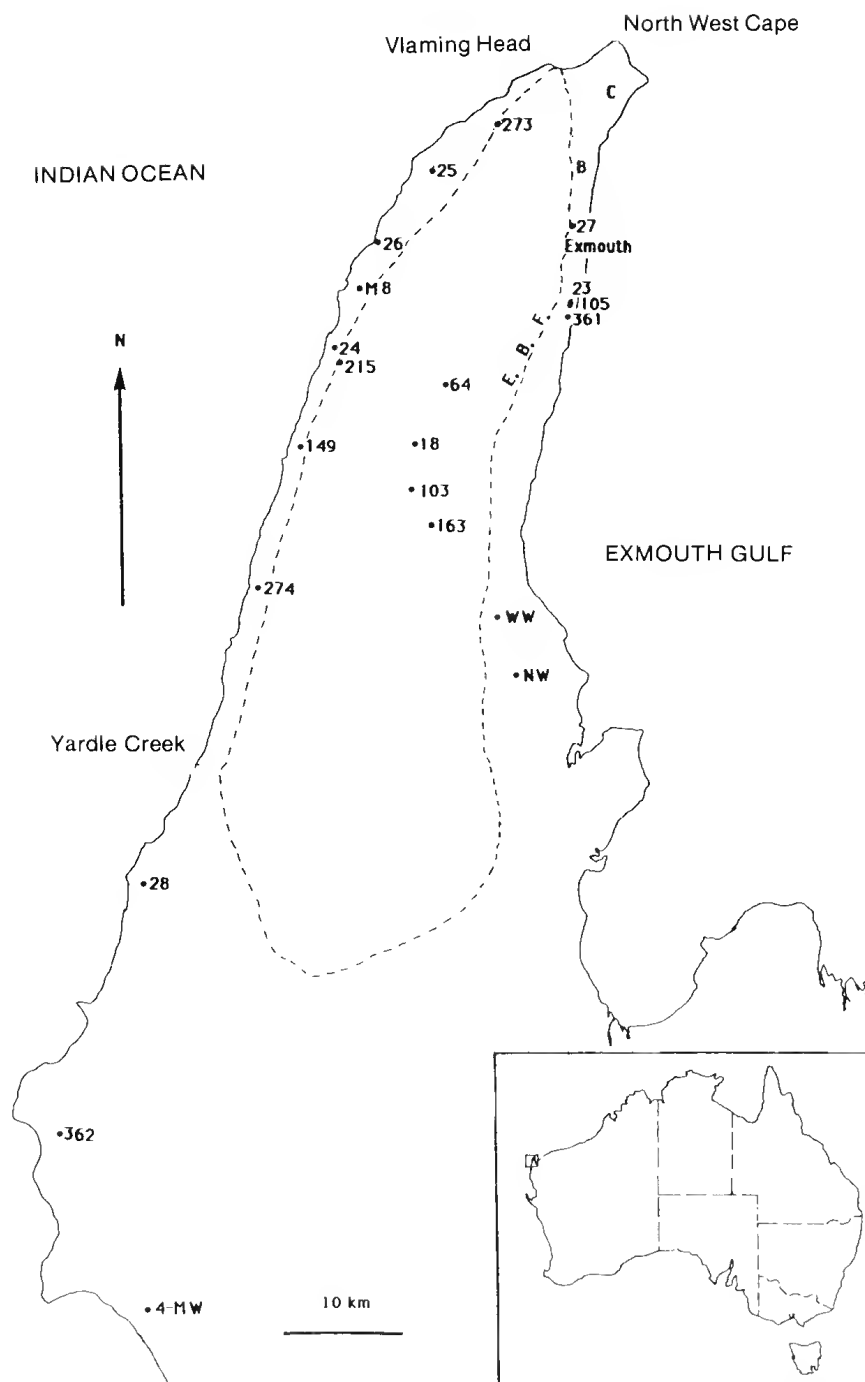 North West Cape
Vlaming Head
C
273
INDIAN OCEAN
25
B
27
26
Exmouth
M8
23
105
361
N
24
215
E. B. F.
64
149
18
103
163
EXMOUTH GULF
274
WW
NW
Yardle Creek
28
362
10 km
4-MW